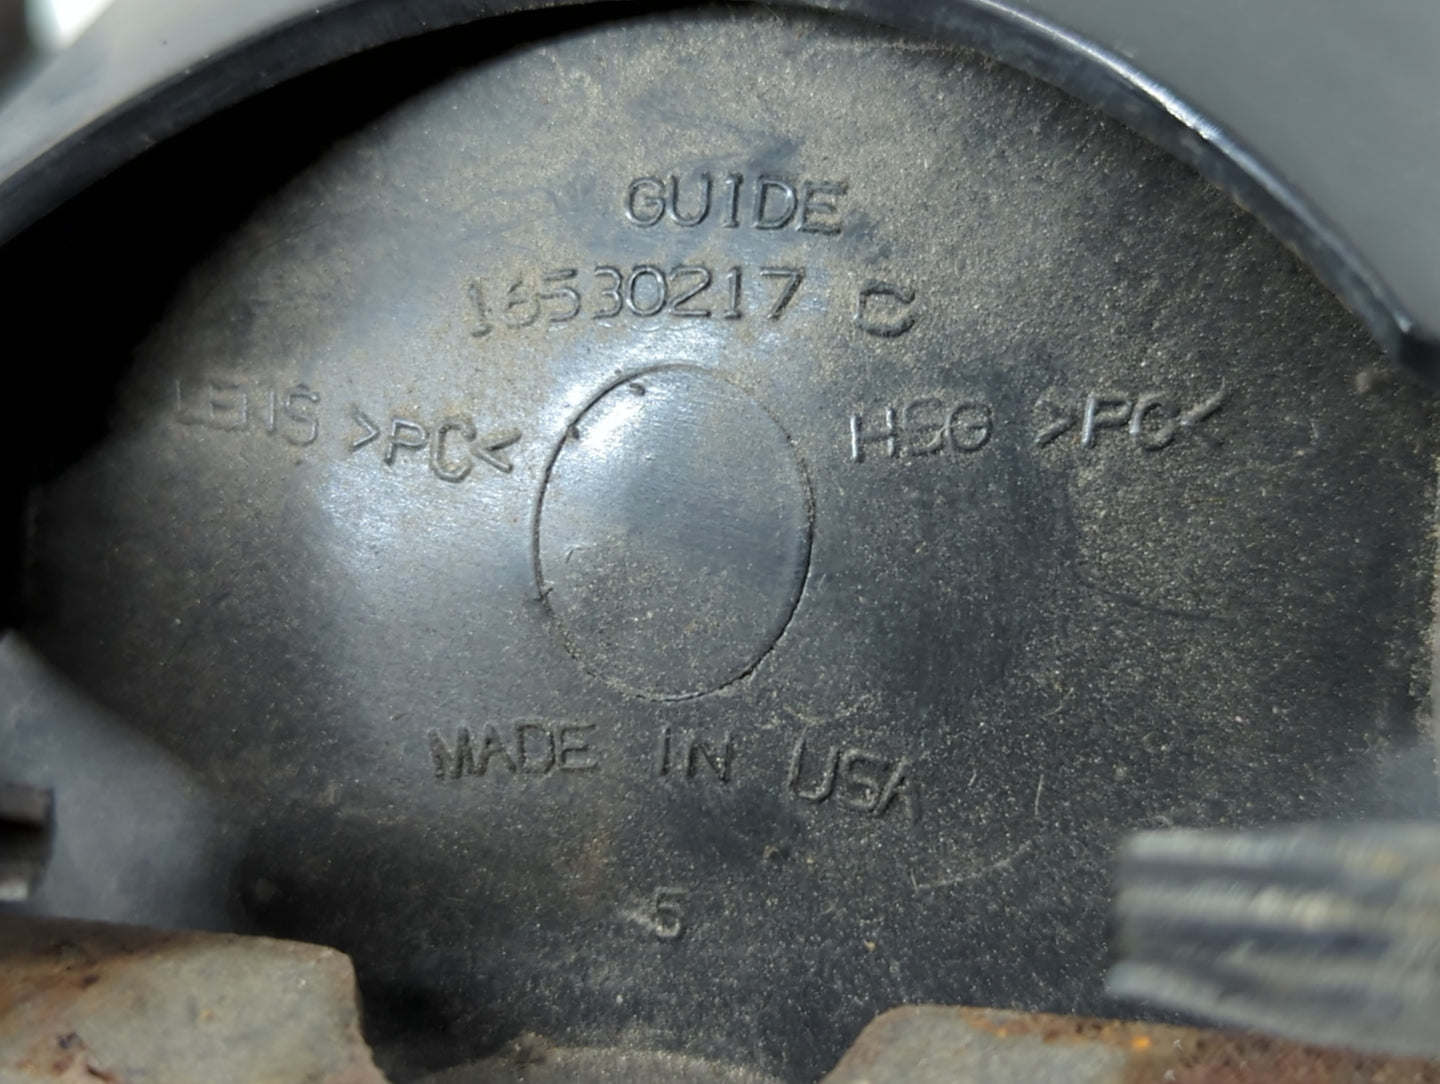 GUIDE
16530217 C
LENS >PC< HSG >PC<
MADE IN USA
5